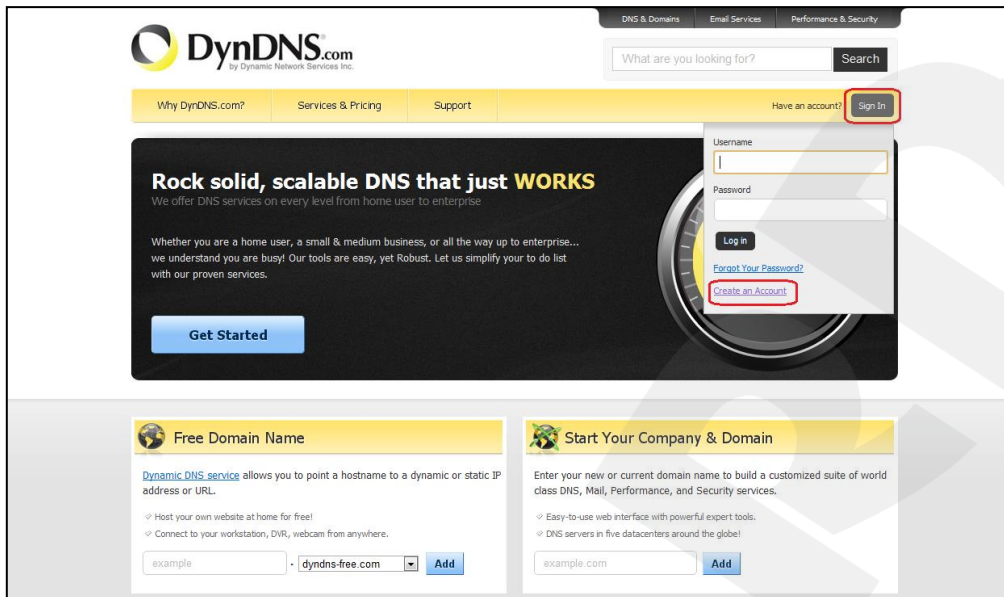 DNS & Domains Email Services Performance & Security
DynDNS.com
by Dynamic Network Services Inc.
What are you looking for? Search
Why DynDNS.com? Services & Pricing Support Have an account? Sign In
Username
Password
Log in
Forgot Your Password?
Create an Account
Rock solid, scalable DNS that just WORKS
We offer DNS services on every level from home user to enterprise
Whether you are a home user, a small & medium business, or all the way up to enterprise...
we understand you are busy! Our tools are easy, yet Robust. Let us simplify your to do list
with our proven services.
Get Started
Free Domain Name
Dynamic DNS service allows you to point a hostname to a dynamic or static IP
address or URL.
Host your own website at home for free!
Connect to your workstation, DVR, webcam from anywhere.
example . dyndns-free.com Add
Start Your Company & Domain
Enter your new or current domain name to build a customized suite of world
class DNS, Mail, Performance, and Security services.
Easy-to-use web interface with powerful expert tools.
DNS servers in five datacenters around the globe!
example.com Add